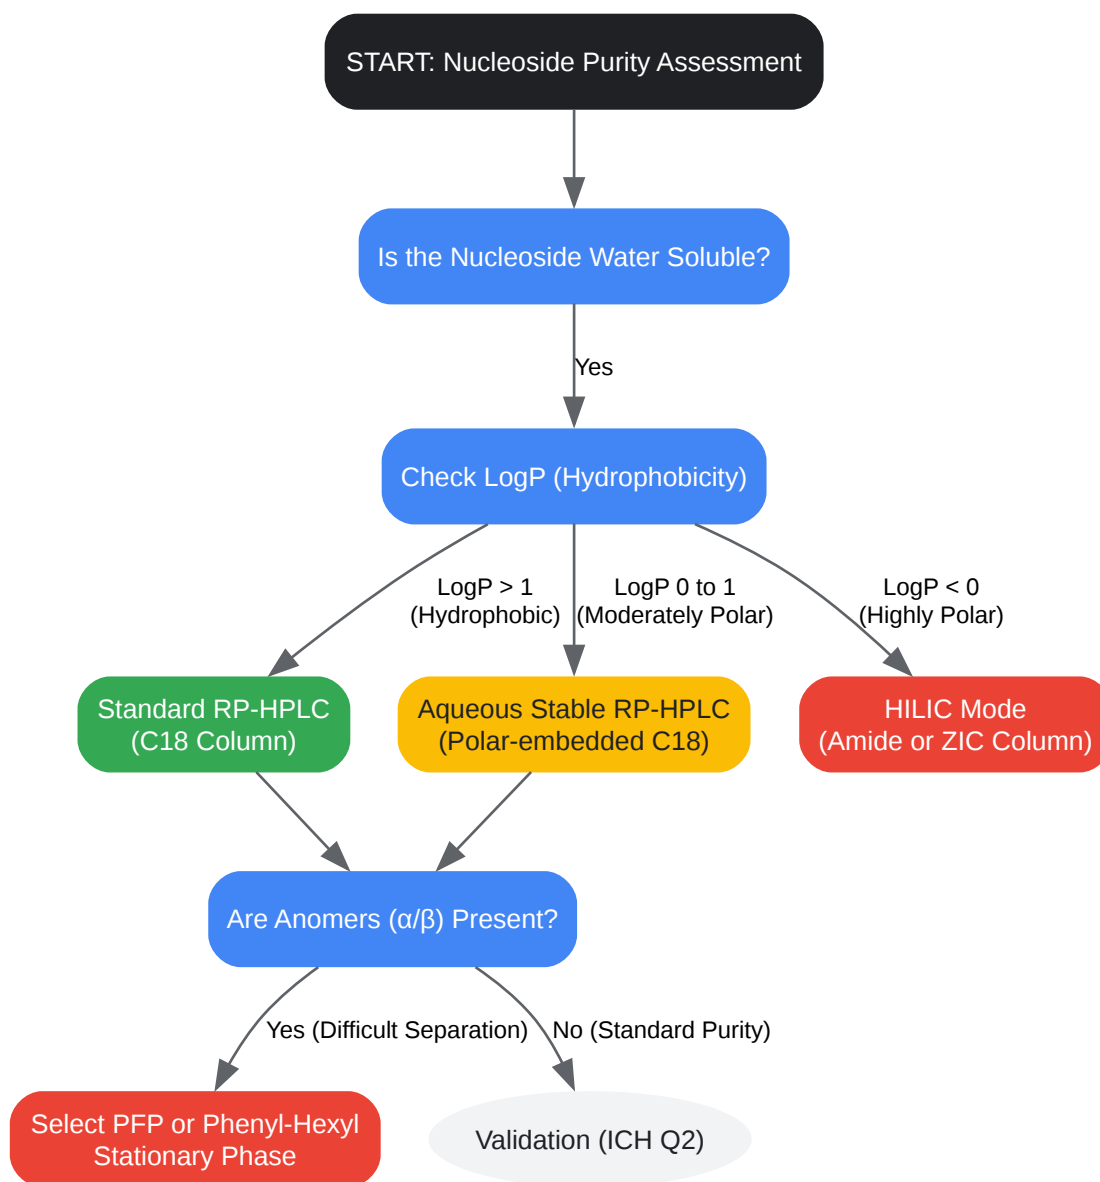 START: Nucleoside Purity Assessment
Is the Nucleoside Water Soluble?
Yes
Check LogP (Hydrophobicity)
LogP > 1
(Hydrophobic)
LogP 0 to 1
(Moderately Polar)
LogP < 0
(Highly Polar)
Standard RP-HPLC
(C18 Column)
Aqueous Stable RP-HPLC
(Polar-embedded C18)
HILIC Mode
(Amide or ZIC Column)
Are Anomers (α/β) Present?
Yes (Difficult Separation)
No (Standard Purity)
Select PFP or Phenyl-Hexyl
Stationary Phase
Validation (ICH Q2)